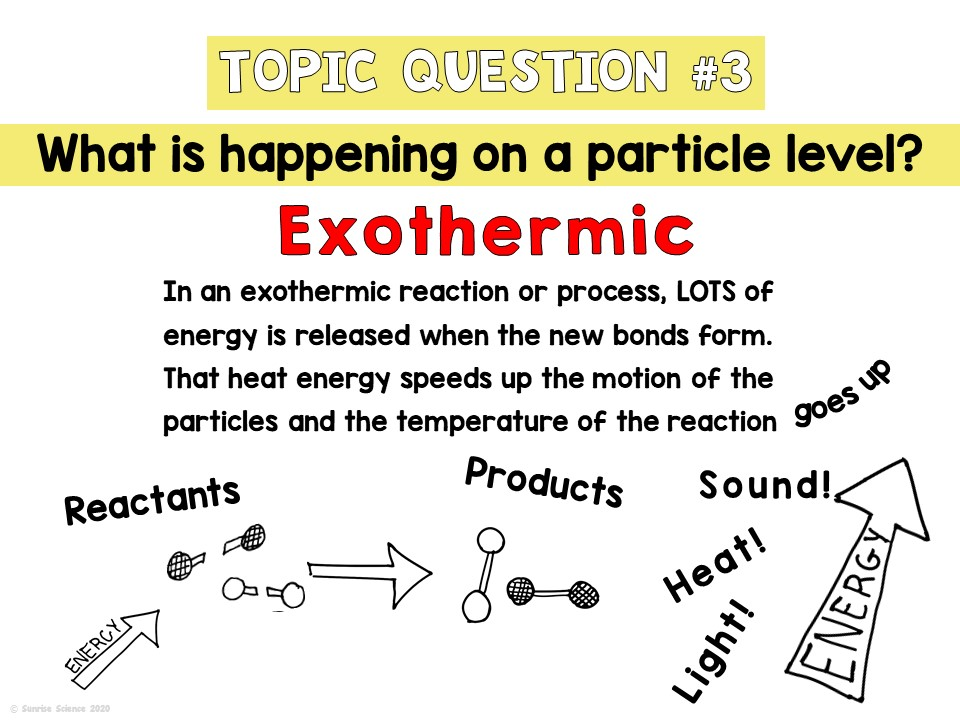 TOPIC QUESTION #3
What is happening on a particle level?
Exothermic
In an exothermic reaction or process, LOTS of
energy is released when the new bonds form.
That heat energy speeds up the motion of the
particles and the temperature of the reaction goes up
Reactants
Products
Sound!
Heat!
Light!
ENERGY
ENERGY
© Sunrise Science 2020